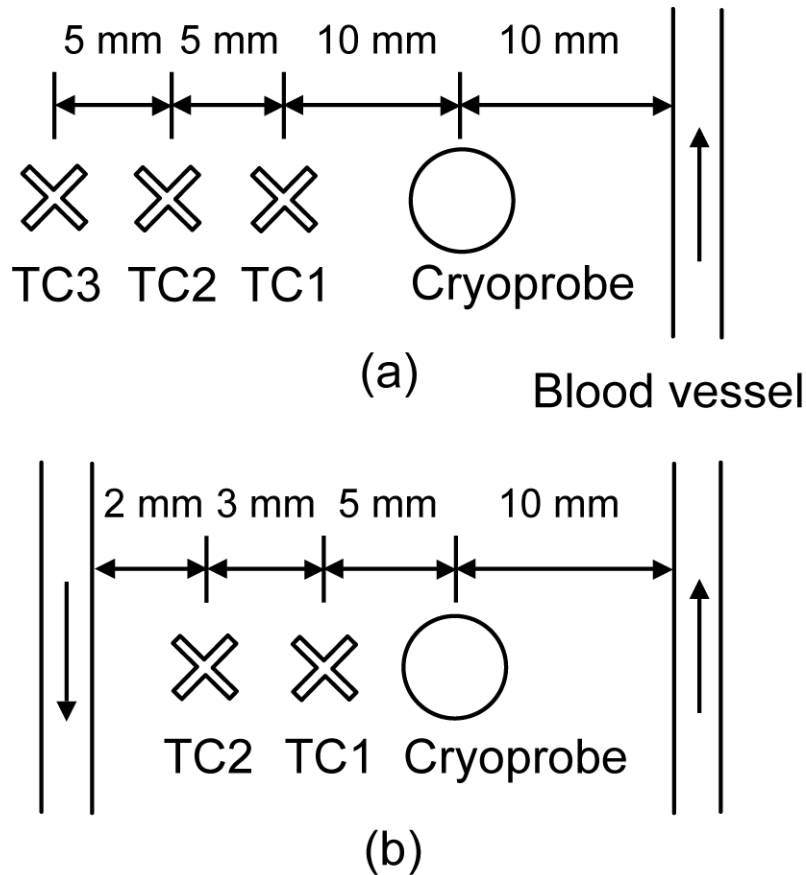 5 mm 5 mm 10 mm 10 mm
TC3 TC2 TC1 Cryoprobe
(a)
Blood vessel
2 mm 3 mm 5 mm 10 mm
TC2 TC1 Cryoprobe
(b)